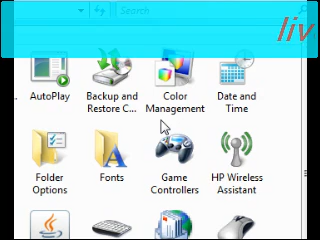 Search
liv
AutoPlay
Backup and
Restore C...
Color
Management
Date and
Time
Folder
Options
Fonts
Game
Controllers
HP Wireless
Assistant